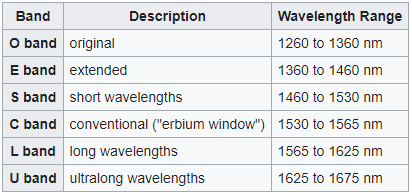 Band Description Wavelength Range
O band original 1260 to 1360 nm
E band extended 1360 to 1460 nm
S band short wavelengths 1460 to 1530 nm
C band conventional ("erbium window") 1530 to 1565 nm
L band long wavelengths 1565 to 1625 nm
U band ultralong wavelengths 1625 to 1675 nm